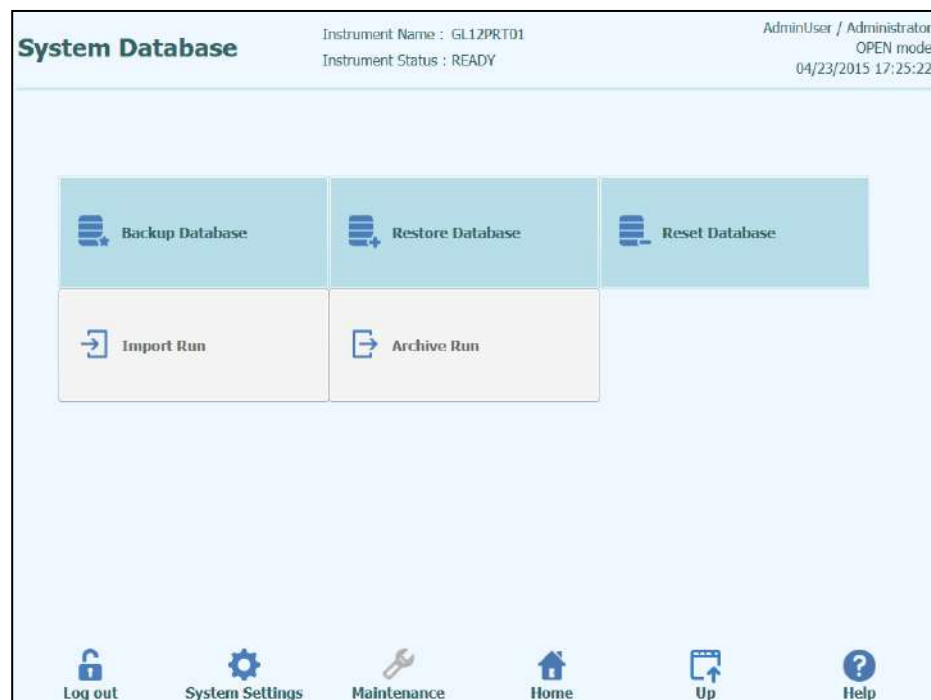 System Database
Instrument Name : GL12PRT01
Instrument Status : READY
AdminUser / Administrator
OPEN mode
04/23/2015 17:25:22
Backup Database
Restore Database
Reset Database
Import Run
Archive Run
Log out
System Settings
Maintenance
Home
Up
Help